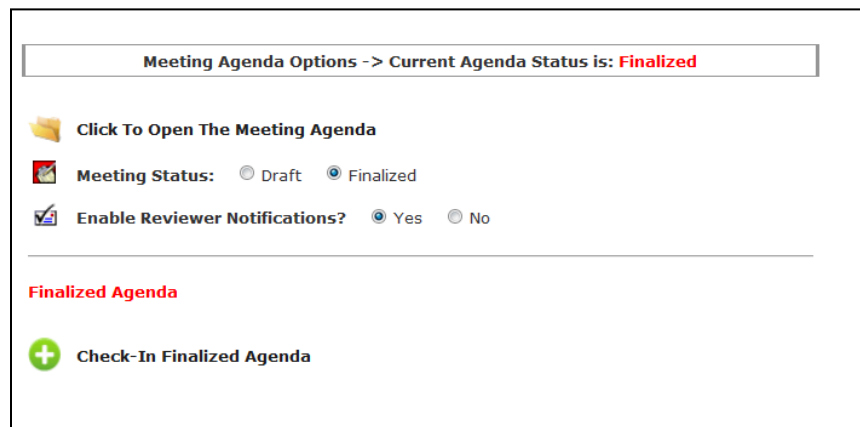 Meeting Agenda Options -> Current Agenda Status is: Finalized
Click To Open The Meeting Agenda
Meeting Status: Draft Finalized
Enable Reviewer Notifications? Yes No
Finalized Agenda
Check-In Finalized Agenda